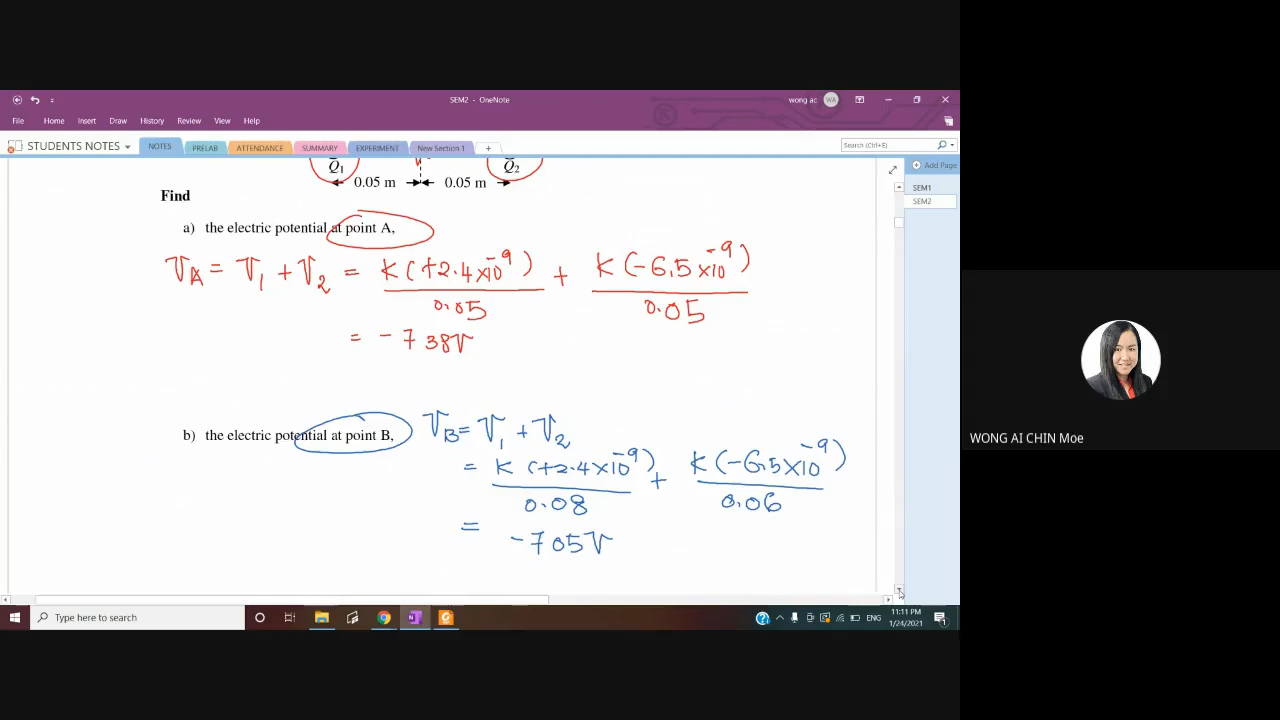 SEM2 - OneNote
wong ac WA
File Home Insert Draw History Review View Help
STUDENTS NOTES NOTES PRELAB ATTENDANCE SUMMARY EXPERIMENT New Section 1 + Search (Ctrl+E)
Add Page
SEM1
SEM2
Q1 Q2
0.05 m 0.05 m
Find
a) the electric potential at point A,
VA = V1 + V2 = K(+2.4×10^-9)/0.05 + K(-6.5×10^-9)/0.05
= -738V
b) the electric potential at point B,
VB = V1 + V2
= K(+2.4×10^-9)/0.08 + K(-6.5×10^-9)/0.06
= -705V
WONG AI CHIN Moe
Type here to search
ENG
11:11 PM
1/24/2021